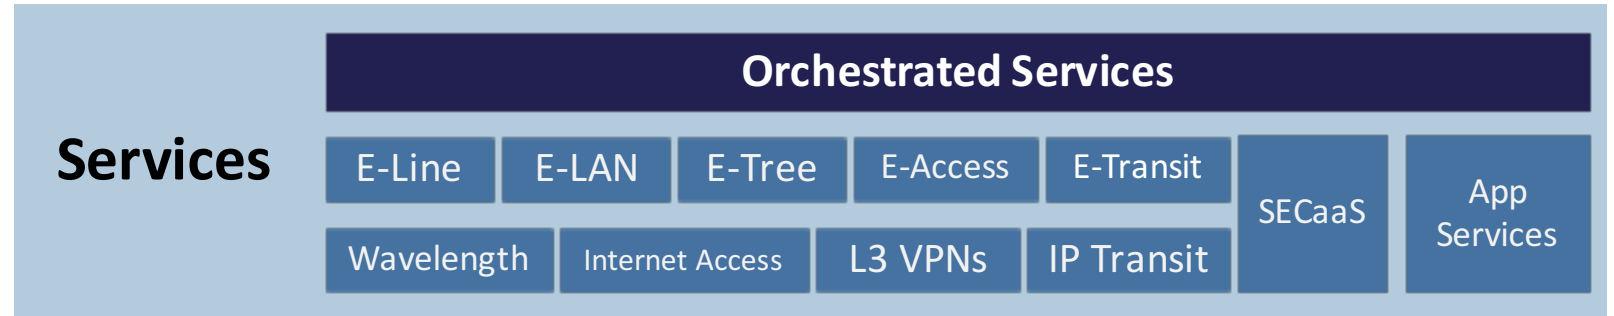 Orchestrated Services
Services
E-Line
E-LAN
E-Tree
E-Access
E-Transit
SECaaS
App
Services
Wavelength
Internet Access
L3 VPNs
IP Transit